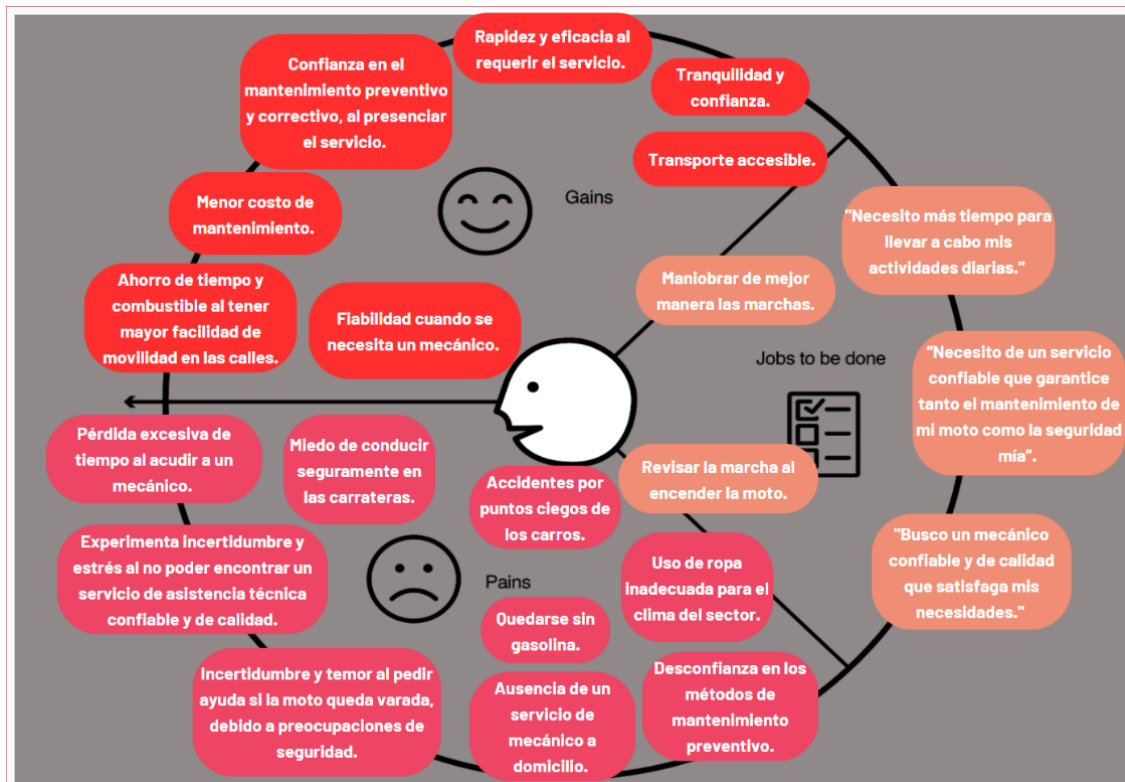 Rapidez y eficacia al
requerir el servicio.
Confianza en el
mantenimiento preventivo
y correctivo, al presenciar
el servicio.
Tranquilidad y
confianza.
Transporte accesible.
Menor costo de
mantenimiento.
Gains
Ahorro de tiempo y
combustible al tener
mayor facilidad de
movilidad en las calles.
Fiabilidad cuando se
necesita un mecánico.
"Necesito más tiempo para
llevar a cabo mis
actividades diarias."
Maniobrar de mejor
manera las marchas.
Jobs to be done
“Necesito de un servicio
confiable que garantice
tanto el mantenimiento de
mi moto como la seguridad
mía”.
Revisar la marcha al
encender la moto.
"Busco un mecánico
confiable y de calidad
que satisfaga mis
necesidades."
Pérdida excesiva de
tiempo al acudir a un
mecánico.
Miedo de conducir
seguramente en
las carrateras.
Accidentes por
puntos ciegos de
los carros.
Experimenta incertidumbre y
estrés al no poder encontrar un
servicio de asistencia técnica
confiable y de calidad.
Pains
Uso de ropa
inadecuada para el
clima del sector.
Quedarse sin
gasolina.
Incertidumbre y temor al pedir
ayuda si la moto queda varada,
debido a preocupaciones de
seguridad.
Ausencia de un
servicio de
mecánico a
domicilio.
Desconfianza en los
métodos de
mantenimiento
preventivo.